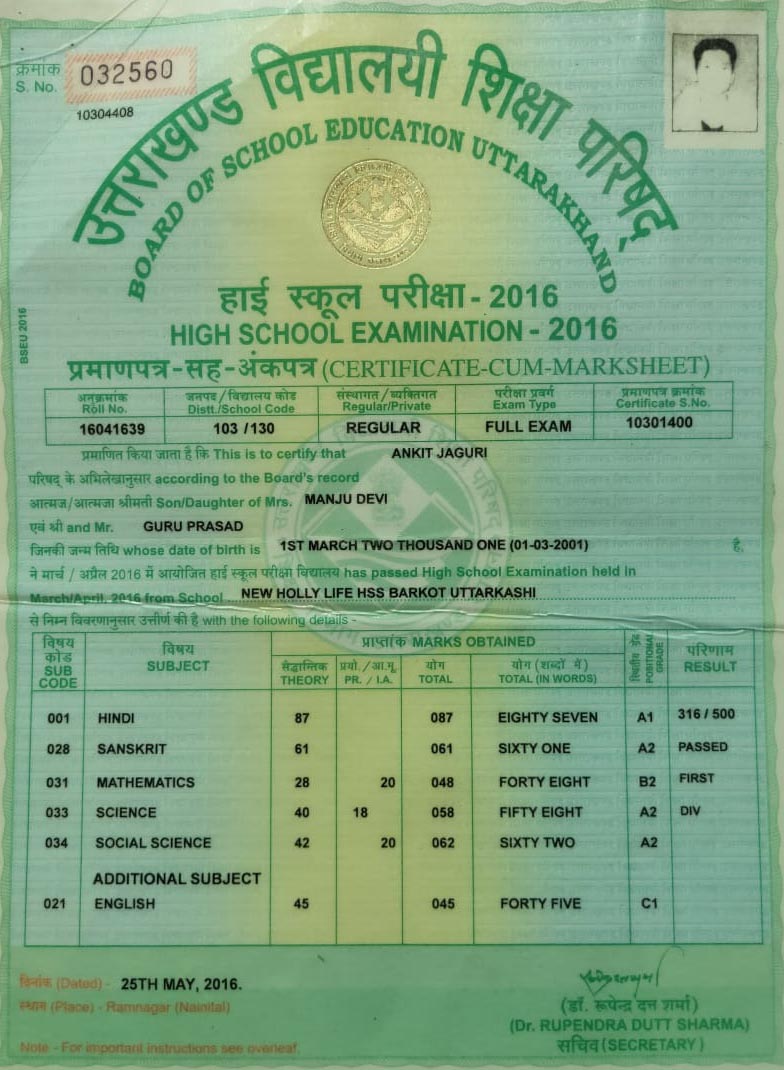 क्रमांक
S. No. 032560
10304408
उत्तराखण्ड विद्यालयी शिक्षा परिषद्
BOARD OF SCHOOL EDUCATION UTTARAKHAND
BSEU 2016
हाई स्कूल परीक्षा - 2016
HIGH SCHOOL EXAMINATION - 2016
प्रमाणपत्र-सह-अंकपत्र (CERTIFICATE-CUM-MARKSHEET)
अनुक्रमांक जनपद / विद्यालय कोड संस्थागत / व्यक्तिगत परीक्षा प्रवर्ग प्रमाणपत्र क्रमांक
Roll No. Distt./School Code Regular/Private Exam Type Certificate S.No.
16041639 103 /130 REGULAR FULL EXAM 10301400
प्रमाणित किया जाता है कि This is to certify that ANKIT JAGURI
परिषद् के अभिलेखानुसार according to the Board's record
आत्मज/आत्मजा श्रीमती Son/Daughter of Mrs. MANJU DEVI
एवं श्री and Mr. GURU PRASAD
जिनकी जन्म तिथि whose date of birth is 1ST MARCH TWO THOUSAND ONE (01-03-2001) है,
ने मार्च / अप्रैल 2016 में आयोजित हाई स्कूल परीक्षा विद्यालय has passed High School Examination held in
March/April, 2016 from School NEW HOLLY LIFE HSS BARKOT UTTARKASHI
से निम्न विवरणानुसार उत्तीर्ण की है with the following details -
विषय कोड SUB CODE विषय SUBJECT प्राप्तांक MARKS OBTAINED स्थितीय ग्रेड POSITIONAL GRADE परिणाम RESULT
सैद्धान्तिक प्रयो. / आ.मू. योग योग (शब्दों में)
THEORY PR. / I.A. TOTAL TOTAL (IN WORDS)
001 HINDI 87 087 EIGHTY SEVEN A1 316 / 500
028 SANSKRIT 61 061 SIXTY ONE A2 PASSED
031 MATHEMATICS 28 20 048 FORTY EIGHT B2 FIRST
033 SCIENCE 40 18 058 FIFTY EIGHT A2 DIV
034 SOCIAL SCIENCE 42 20 062 SIXTY TWO A2
ADDITIONAL SUBJECT
021 ENGLISH 45 045 FORTY FIVE C1
दिनांक (Dated) - 25TH MAY, 2016.
स्थान (Place) - Ramnagar (Nainital)
(डॉ. रूपेन्द्र दत्त शर्मा)
(Dr. RUPENDRA DUTT SHARMA)
सचिव (SECRETARY)
Note - For important instructions see overleaf.